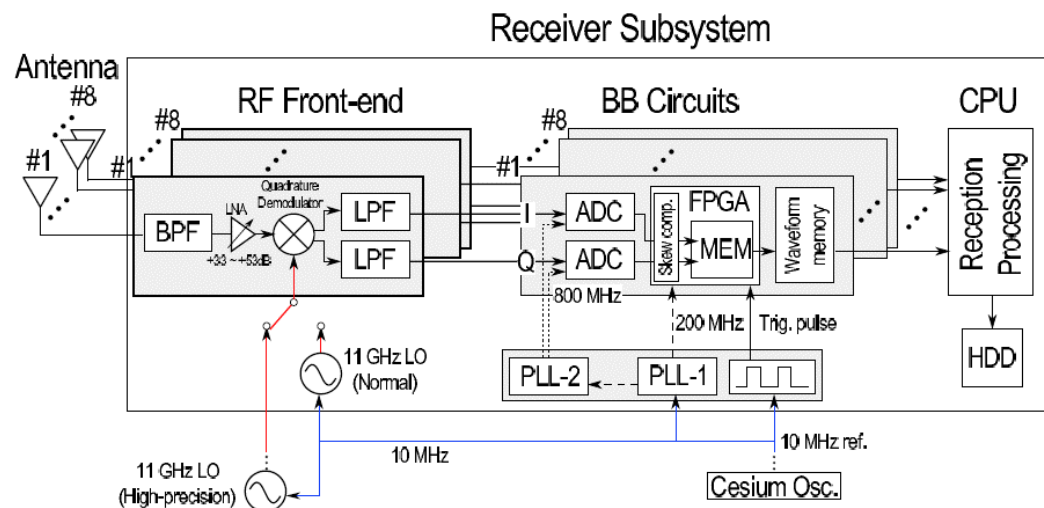 Receiver Subsystem
Antenna
RF Front-end
BB Circuits
CPU
#8
#8
#8
#1
#1
#1
Quadrature
Demodulator
LNA
BPF
+33 ~ +53dB
LPF
LPF
I
Q
ADC
ADC
Skew comp.
FPGA
MEM
Waveform
memory
Reception
Processing
800 MHz
200 MHz
Trig. pulse
HDD
11 GHz LO
(Normal)
PLL-2
PLL-1
10 MHz
10 MHz ref.
11 GHz LO
(High-precision)
Cesium Osc.